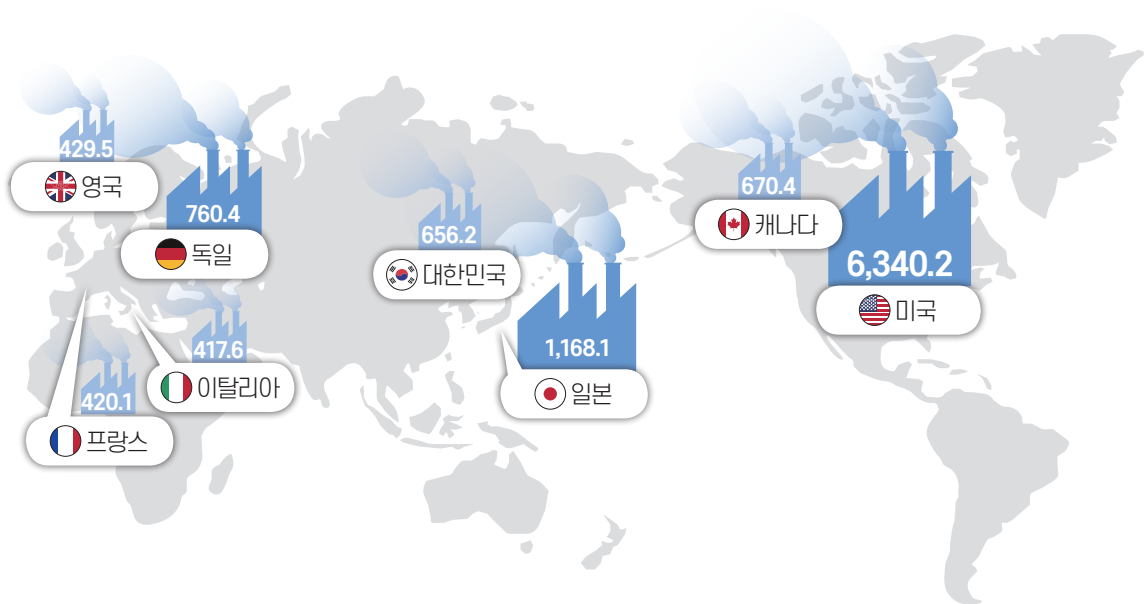 429.5
영국
760.4
독일
417.6
이탈리아
420.1
프랑스
656.2
대한민국
1,168.1
일본
670.4
캐나다
6,340.2
미국